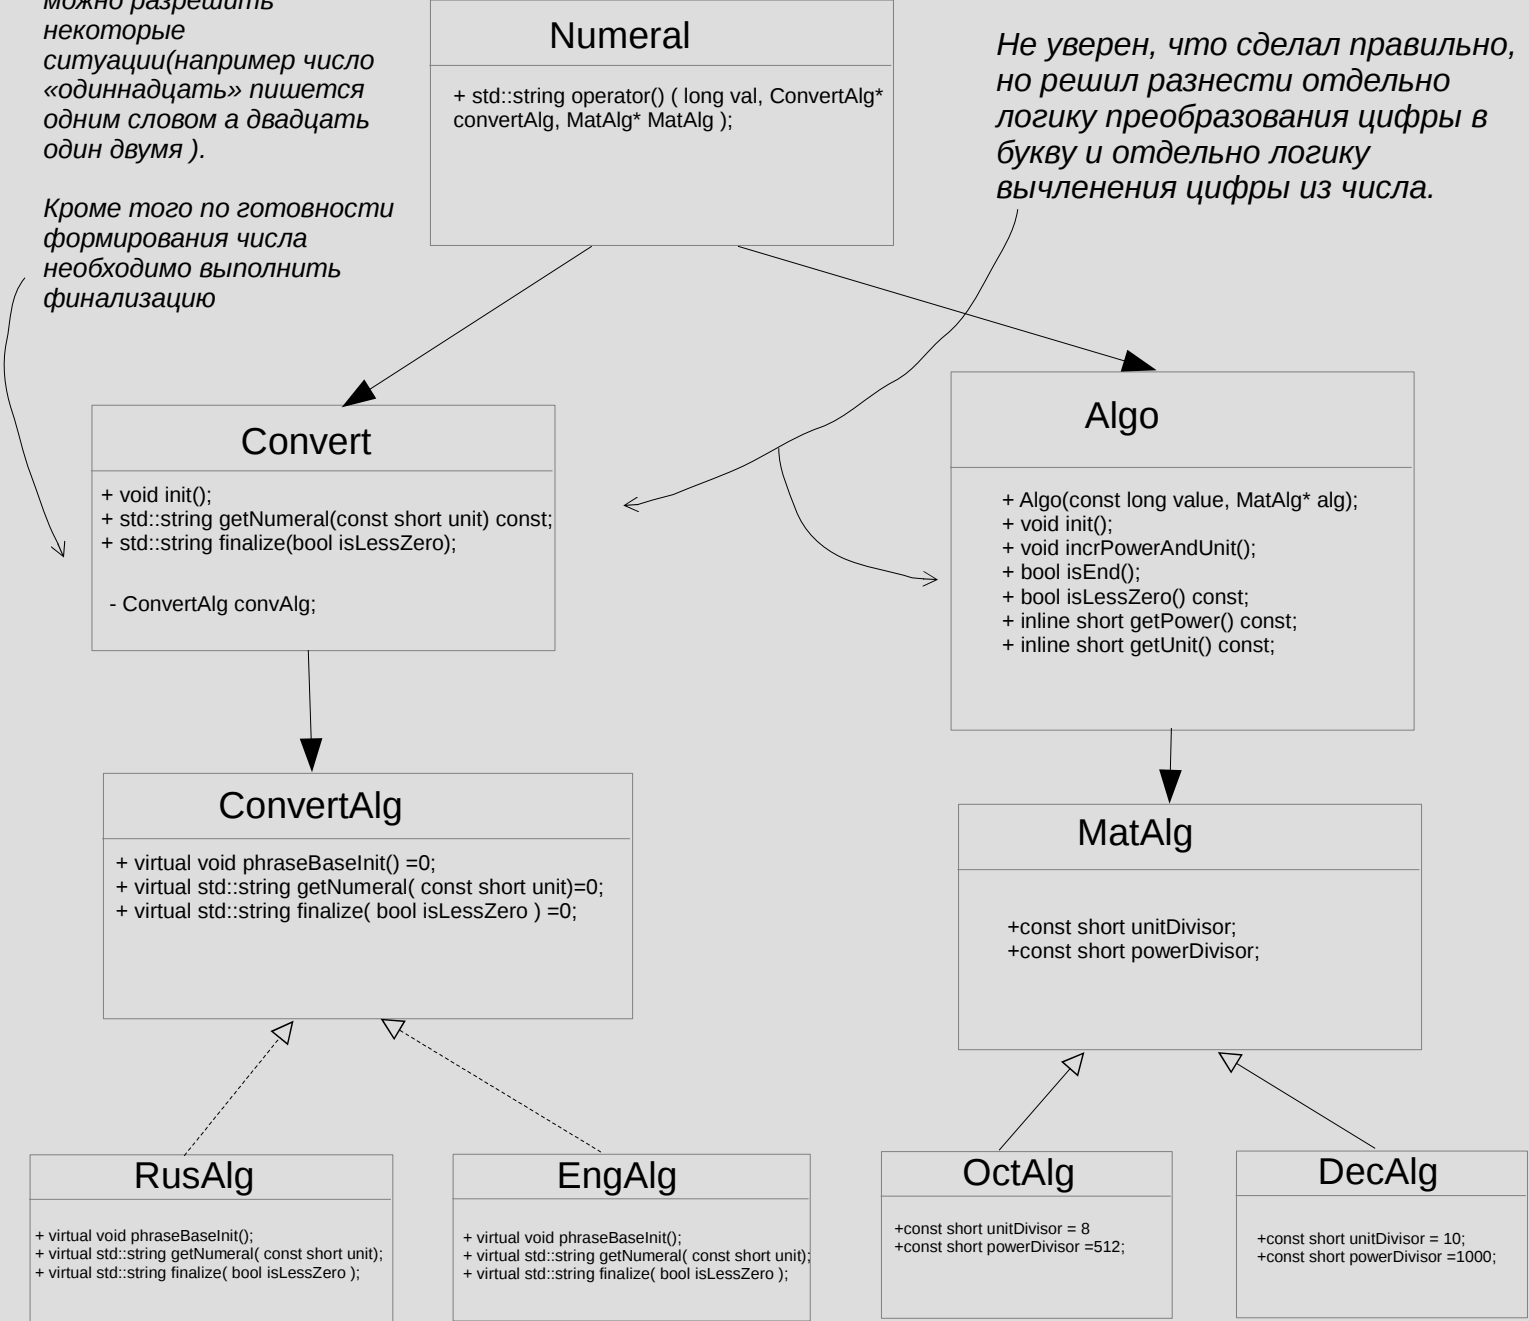 можно разрешить
некоторые
ситуации(например число
«одиннадцать» пишется
одним словом а двадцать
один двумя ).
Кроме того по готовности
формирования числа
необходимо выполнить
финализацию
Numeral
+ std::string operator() ( long val, ConvertAlg*
convertAlg, MatAlg* MatAlg );
Не уверен, что сделал правильно,
но решил разнести отдельно
логику преобразования цифры в
букву и отдельно логику
вычленения цифры из числа.
Convert
+ void init();
+ std::string getNumeral(const short unit) const;
+ std::string finalize(bool isLessZero);
- ConvertAlg convAlg;
Algo
+ Algo(const long value, MatAlg* alg);
+ void init();
+ void incrPowerAndUnit();
+ bool isEnd();
+ bool isLessZero() const;
+ inline short getPower() const;
+ inline short getUnit() const;
ConvertAlg
+ virtual void phraseBaseInit() =0;
+ virtual std::string getNumeral( const short unit)=0;
+ virtual std::string finalize( bool isLessZero ) =0;
MatAlg
+const short unitDivisor;
+const short powerDivisor;
RusAlg
+ virtual void phraseBaseInit();
+ virtual std::string getNumeral( const short unit);
+ virtual std::string finalize( bool isLessZero );
EngAlg
+ virtual void phraseBaseInit();
+ virtual std::string getNumeral( const short unit);
+ virtual std::string finalize( bool isLessZero );
OctAlg
+const short unitDivisor = 8
+const short powerDivisor =512;
DecAlg
+const short unitDivisor = 10;
+const short powerDivisor =1000;